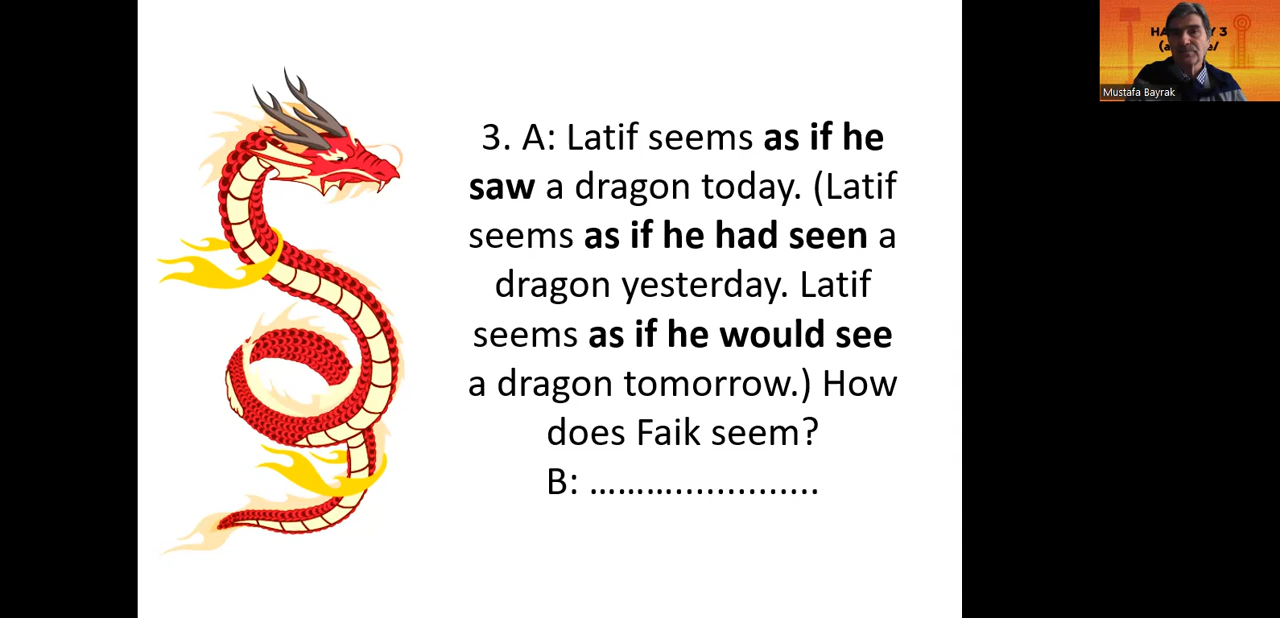 3. A: Latif seems as if he
saw a dragon today. (Latif
seems as if he had seen a
dragon yesterday. Latif
seems as if he would see
a dragon tomorrow.) How
does Faik seem?
B: ………..............
Mustafa Bayrak